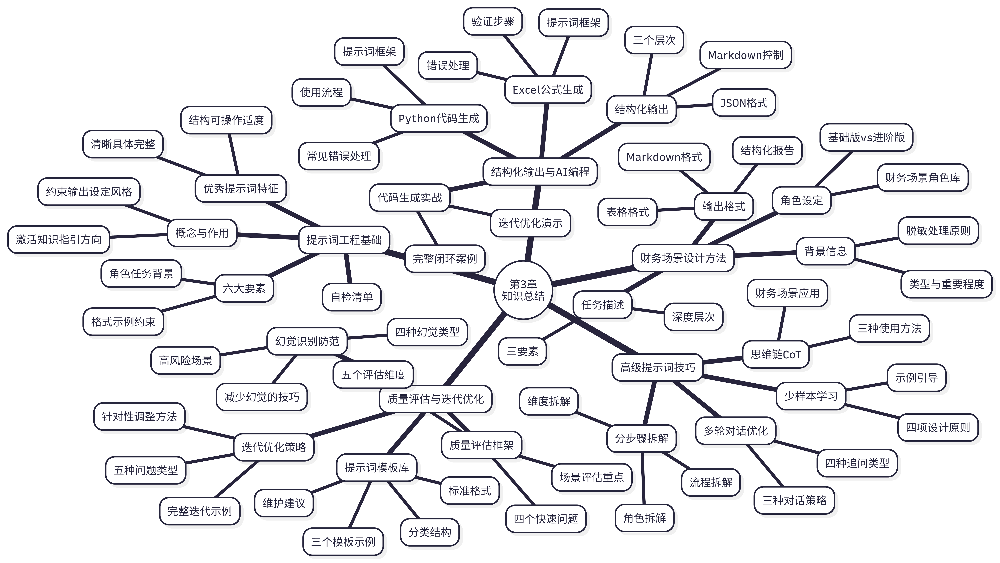 第3章
知识总结
提示词工程基础
概念与作用
激活知识指引方向
约束输出设定风格
优秀提示词特征
清晰具体完整
结构可操作适度
六大要素
角色任务背景
格式示例约束
自检清单
财务场景设计方法
角色设定
基础版vs进阶版
财务场景角色库
任务描述
三要素
深度层次
背景信息
类型与重要程度
脱敏处理原则
输出格式
表格格式
Markdown格式
结构化报告
高级提示词技巧
思维链CoT
三种使用方法
财务场景应用
少样本学习
示例引导
四项设计原则
多轮对话优化
四种追问类型
三种对话策略
分步骤拆解
流程拆解
角色拆解
维度拆解
质量评估与迭代优化
质量评估框架
五个评估维度
四个快速问题
场景评估重点
迭代优化策略
五种问题类型
针对性调整方法
完整迭代示例
幻觉识别防范
四种幻觉类型
高风险场景
减少幻觉的技巧
提示词模板库
标准格式
分类结构
三个模板示例
维护建议
结构化输出与AI编程
结构化输出
三个层次
Markdown控制
JSON格式
Excel公式生成
提示词框架
验证步骤
错误处理
Python代码生成
提示词框架
使用流程
常见错误处理
代码生成实战
完整闭环案例
迭代优化演示